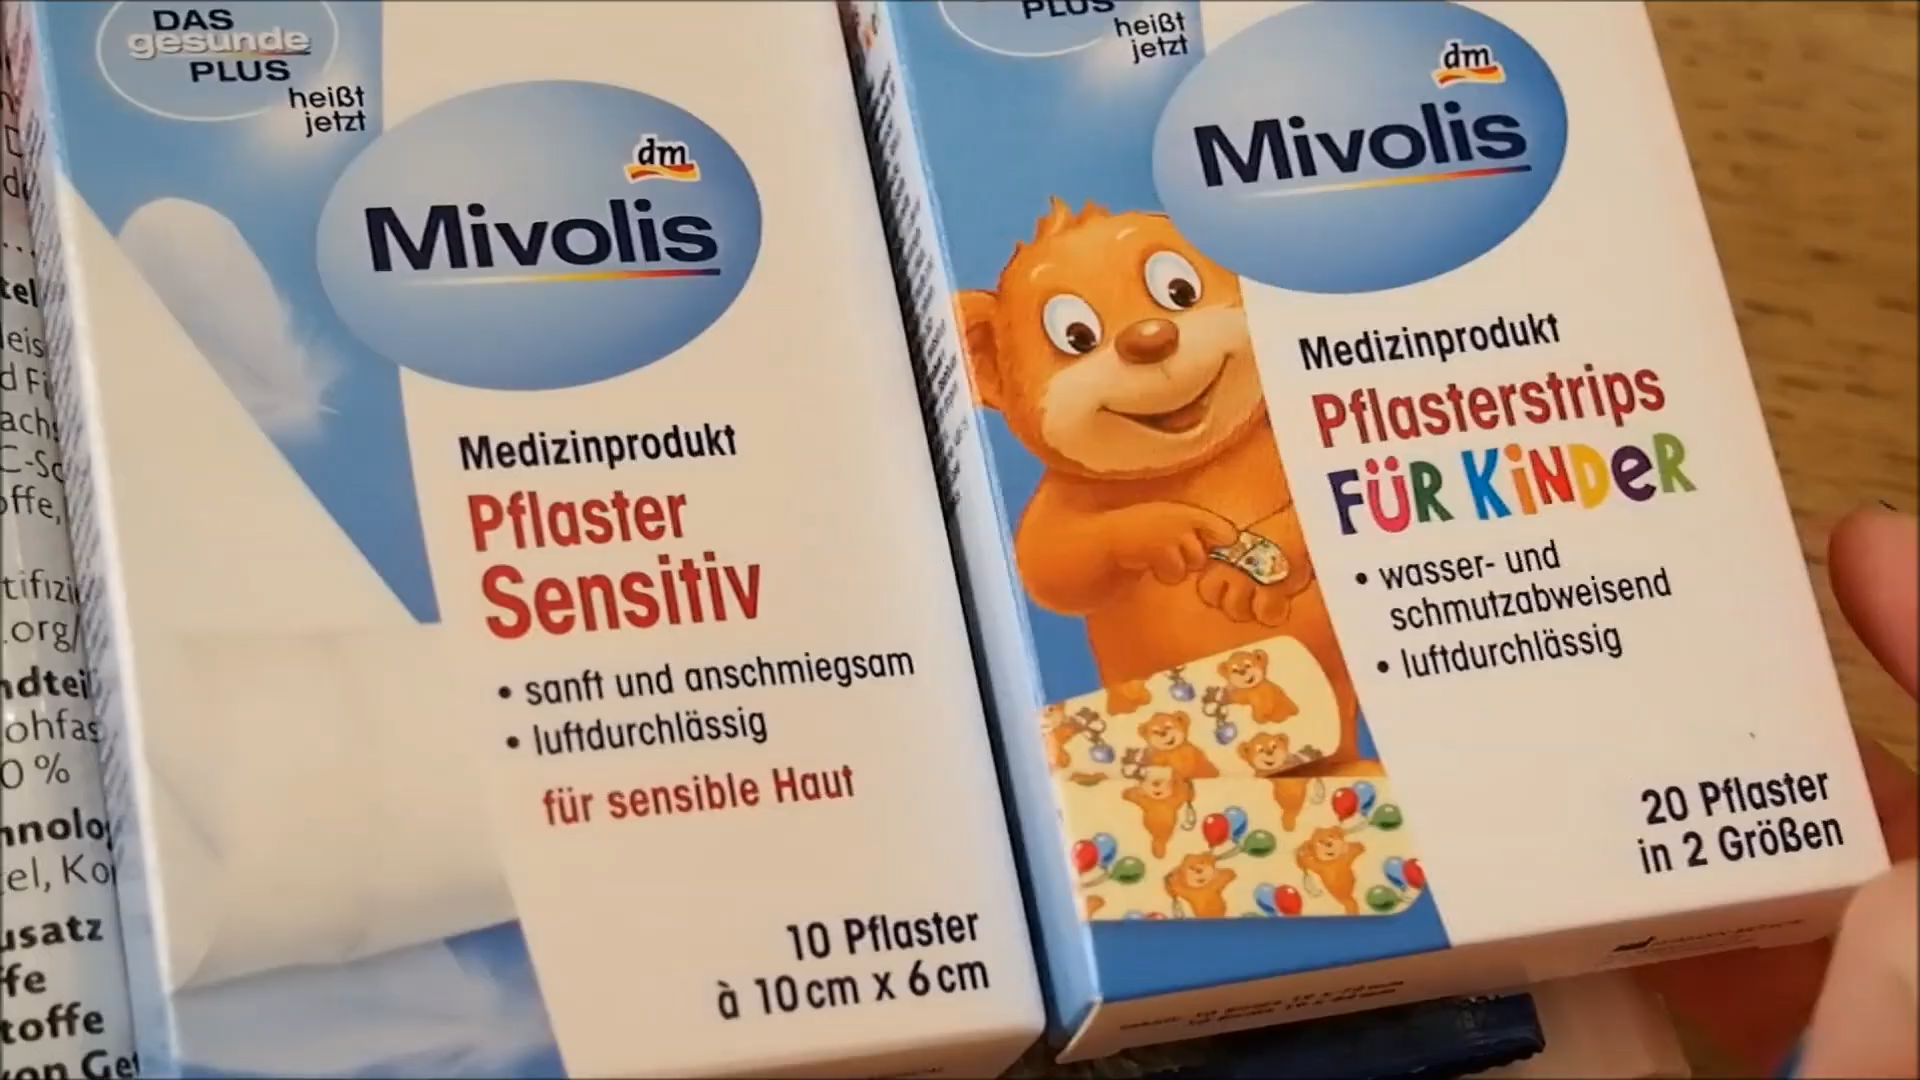 DAS
gesunde
PLUS
heißt
jetzt
dm
Mivolis
Medizinprodukt
Pflaster
Sensitiv
• sanft und anschmiegsam
• luftdurchlässig
für sensible Haut
10 Pflaster
à 10 cm x 6 cm
PLUS
heißt
jetzt
dm
Mivolis
Medizinprodukt
Pflasterstrips
FÜR KiNDeR
• wasser- und
schmutzabweisend
• luftdurchlässig
20 Pflaster
in 2 Größen